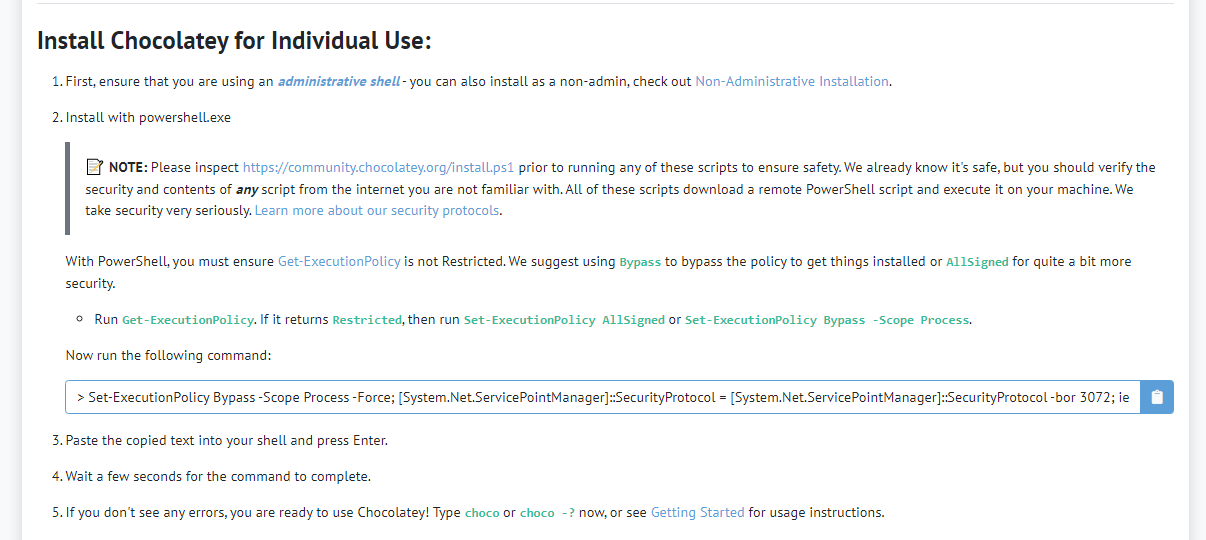 Install Chocolatey for Individual Use:
1. First, ensure that you are using an administrative shell - you can also install as a non-admin, check out Non-Administrative Installation.
2. Install with powershell.exe
📝 NOTE: Please inspect https://community.chocolatey.org/install.ps1 prior to running any of these scripts to ensure safety. We already know it's safe, but you should verify the
security and contents of any script from the internet you are not familiar with. All of these scripts download a remote PowerShell script and execute it on your machine. We
take security very seriously. Learn more about our security protocols.
With PowerShell, you must ensure Get-ExecutionPolicy is not Restricted. We suggest using Bypass to bypass the policy to get things installed or AllSigned for quite a bit more
security.
◦ Run Get-ExecutionPolicy. If it returns Restricted, then run Set-ExecutionPolicy AllSigned or Set-ExecutionPolicy Bypass -Scope Process.
Now run the following command:
> Set-ExecutionPolicy Bypass -Scope Process -Force; [System.Net.ServicePointManager]::SecurityProtocol = [System.Net.ServicePointManager]::SecurityProtocol -bor 3072; ie
3. Paste the copied text into your shell and press Enter.
4. Wait a few seconds for the command to complete.
5. If you don't see any errors, you are ready to use Chocolatey! Type choco or choco -? now, or see Getting Started for usage instructions.